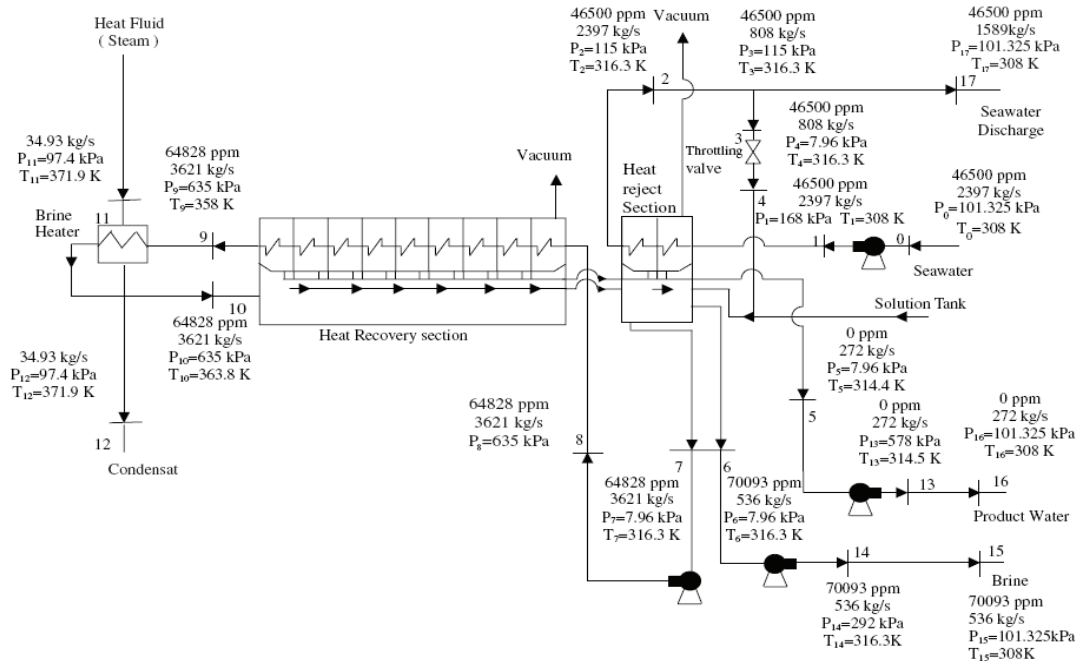 Heat Fluid
( Steam )
34.93 kg/s
P₁₁=97.4 kPa
T₁₁=371.9 K
64828 ppm
3621 kg/s
P₉=635 kPa
T₉=358 K
Brine
Heater
11
9
10
64828 ppm
3621 kg/s
P₁₀=635 kPa
T₁₀=363.8 K
34.93 kg/s
P₁₂=97.4 kPa
T₁₂=371.9 K
12
Condensat
Vacuum
Heat Recovery section
46500 ppm
2397 kg/s
P₂=115 kPa
T₂=316.3 K
2
Vacuum
46500 ppm
808 kg/s
P₃=115 kPa
T₃=316.3 K
46500 ppm
1589kg/s
P₁₇=101.325 kPa
T₁₇=308 K
17
Seawater
Discharge
3
Throttling
valve
46500 ppm
808 kg/s
P₄=7.96 kPa
T₄=316.3 K
4
Heat
reject
Section
46500 ppm
2397 kg/s
P₁=168 kPa
T₁=308 K
1
46500 ppm
2397 kg/s
P₀=101.325 kPa
T₀=308 K
0
Seawater
Solution Tank
0 ppm
272 kg/s
P₅=7.96 kPa
T₅=314.4 K
5
64828 ppm
3621 kg/s
P₈=635 kPa
8
7
64828 ppm
3621 kg/s
P₇=7.96 kPa
T₇=316.3 K
6
70093 ppm
536 kg/s
P₆=7.96 kPa
T₆=316.3 K
0 ppm
272 kg/s
P₁₃=578 kPa
T₁₃=314.5 K
13
0 ppm
272 kg/s
P₁₆=101.325 kPa
T₁₆=308 K
16
Product Water
14
70093 ppm
536 kg/s
P₁₄=292 kPa
T₁₄=316.3K
15
Brine
70093 ppm
536 kg/s
P₁₅=101.325kPa
T₁₅=308K